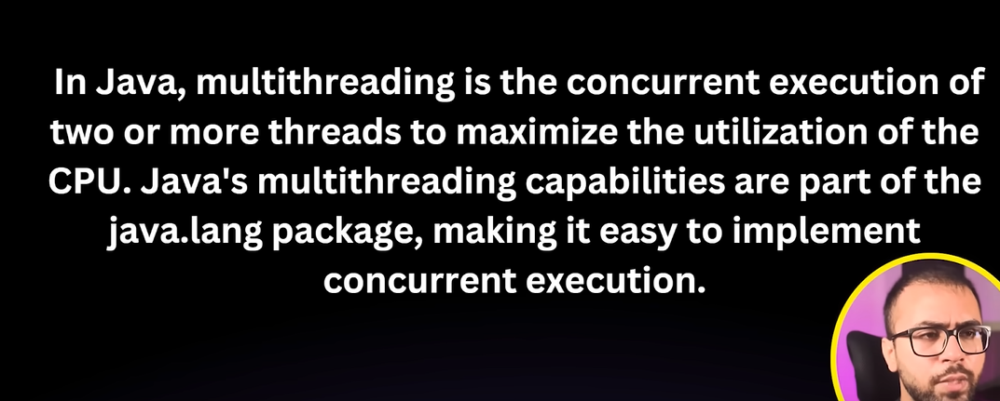 In Java, multithreading is the concurrent execution of
two or more threads to maximize the utilization of the
CPU. Java's multithreading capabilities are part of the
java.lang package, making it easy to implement
concurrent execution.